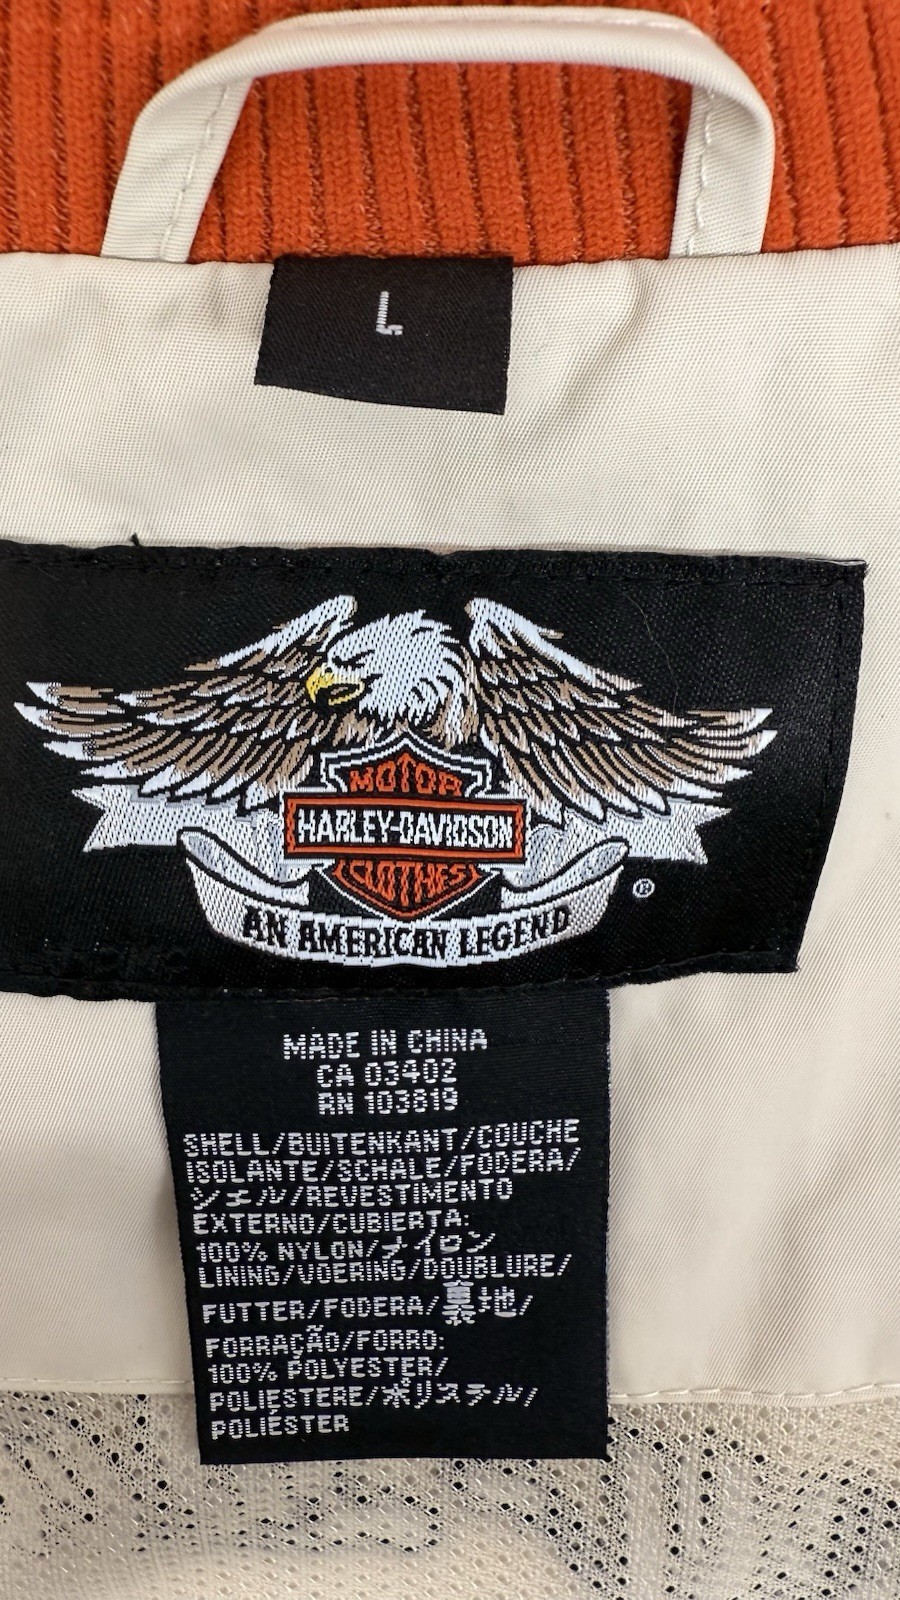 L
MOTOR
HARLEY-DAVIDSON
CLOTHES
®
AN AMERICAN LEGEND
MADE IN CHINA
CA 03402
RN 103819
SHELL/BUITENKANT/COUCHE
ISOLANTE/SCHALE/FODERA/
シェル/REVESTIMENTO
EXTERNO/CUBIERTA:
100% NYLON/ナイロン
LINING/VOERING/DOUBLURE/
FUTTER/FODERA/裏地/
FORRAÇÃO/FORRO:
100% POLYESTER/
POLIESTERE/ポリステル/
POLIÉSTER